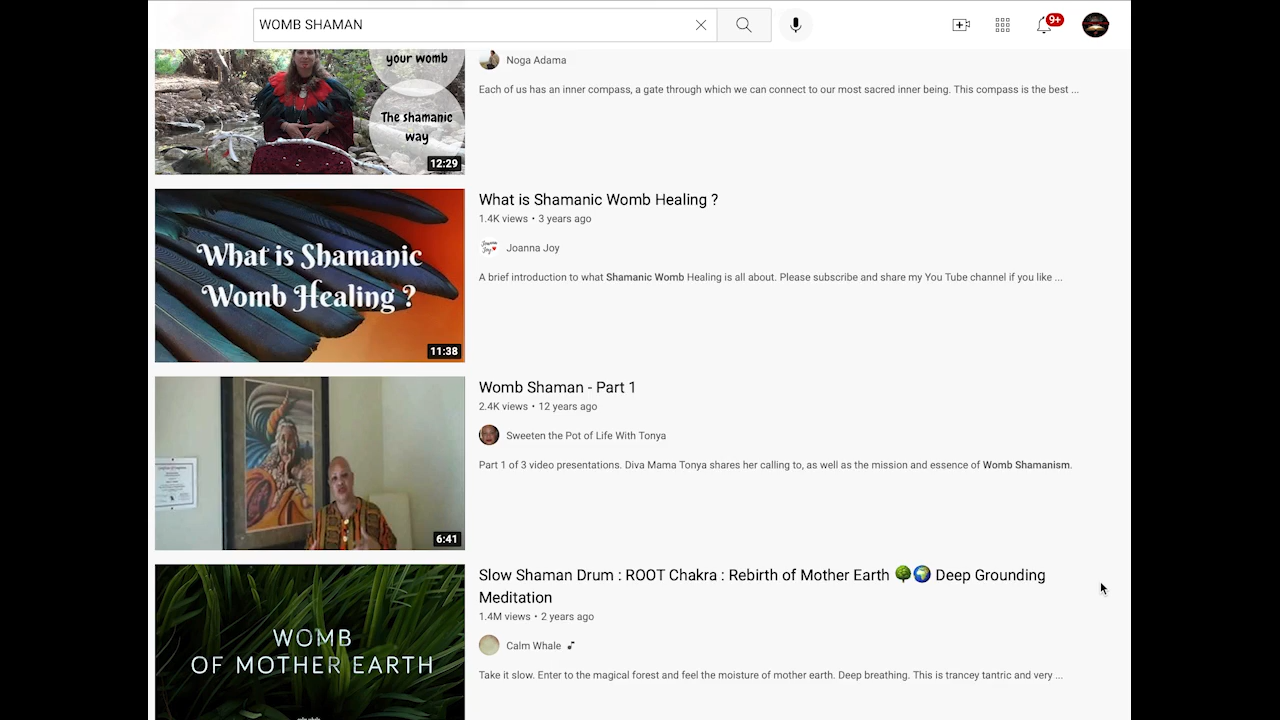 WOMB SHAMAN
9+
your womb
The shamanic
way
12:29
Noga Adama
Each of us has an inner compass, a gate through which we can connect to our most sacred inner being. This compass is the best ...
What is Shamanic
Womb Healing ?
11:38
What is Shamanic Womb Healing ?
1.4K views • 3 years ago
Joanna Joy
A brief introduction to what Shamanic Womb Healing is all about. Please subscribe and share my You Tube channel if you like ...
6:41
Womb Shaman - Part 1
2.4K views • 12 years ago
Sweeten the Pot of Life With Tonya
Part 1 of 3 video presentations. Diva Mama Tonya shares her calling to, as well as the mission and essence of Womb Shamanism.
WOMB
OF MOTHER EARTH
Slow Shaman Drum : ROOT Chakra : Rebirth of Mother Earth 🌳🌍 Deep Grounding
Meditation
1.4M views • 2 years ago
Calm Whale
Take it slow. Enter to the magical forest and feel the moisture of mother earth. Deep breathing. This is trancey tantric and very ...